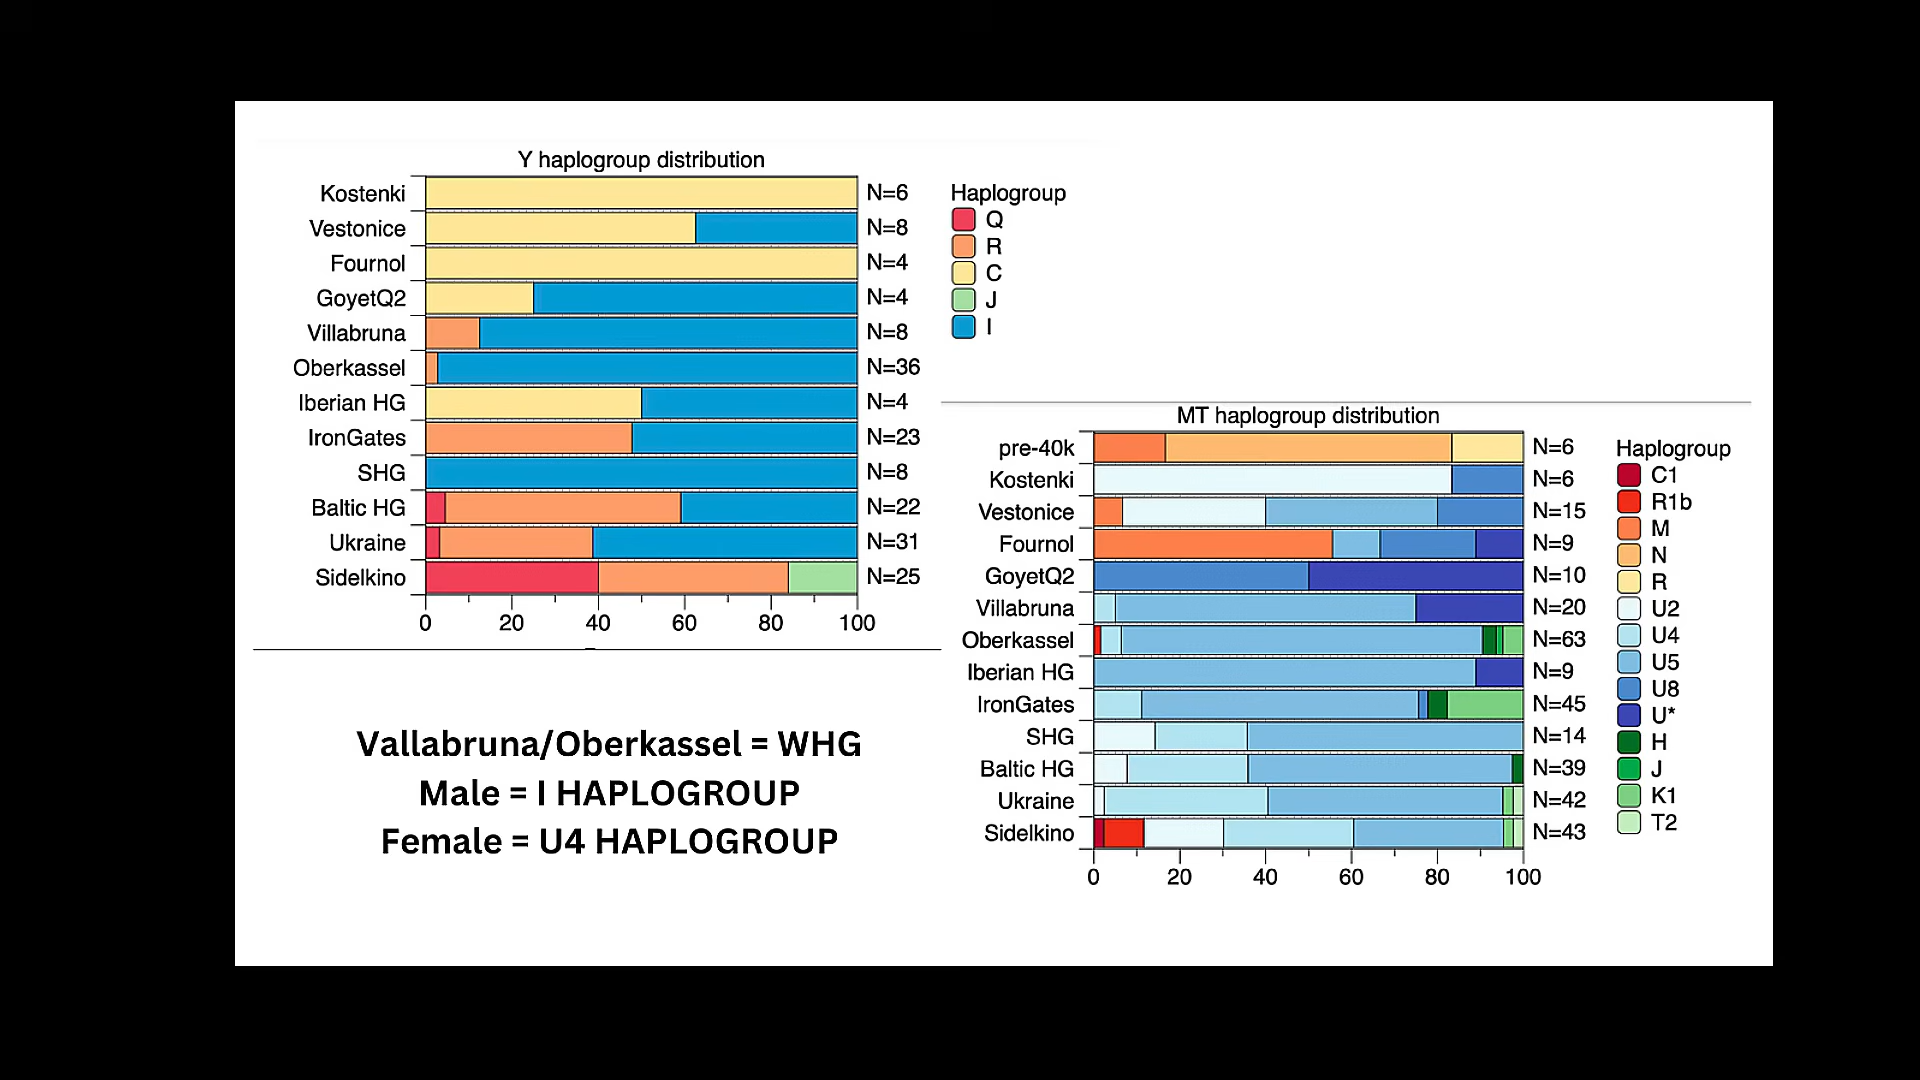 Y haplogroup distribution
Kostenki N=6
Vestonice N=8
Fournol N=4
GoyetQ2 N=4
Villabruna N=8
Oberkassel N=36
Iberian HG N=4
IronGates N=23
SHG N=8
Baltic HG N=22
Ukraine N=31
Sidelkino N=25
0 20 40 60 80 100
Haplogroup
Q
R
C
J
I
Vallabruna/Oberkassel = WHG
Male = I HAPLOGROUP
Female = U4 HAPLOGROUP
MT haplogroup distribution
pre-40k N=6
Kostenki N=6
Vestonice N=15
Fournol N=9
GoyetQ2 N=10
Villabruna N=20
Oberkassel N=63
Iberian HG N=9
IronGates N=45
SHG N=14
Baltic HG N=39
Ukraine N=42
Sidelkino N=43
0 20 40 60 80 100
Haplogroup
C1
R1b
M
N
R
U2
U4
U5
U8
U*
H
J
K1
T2